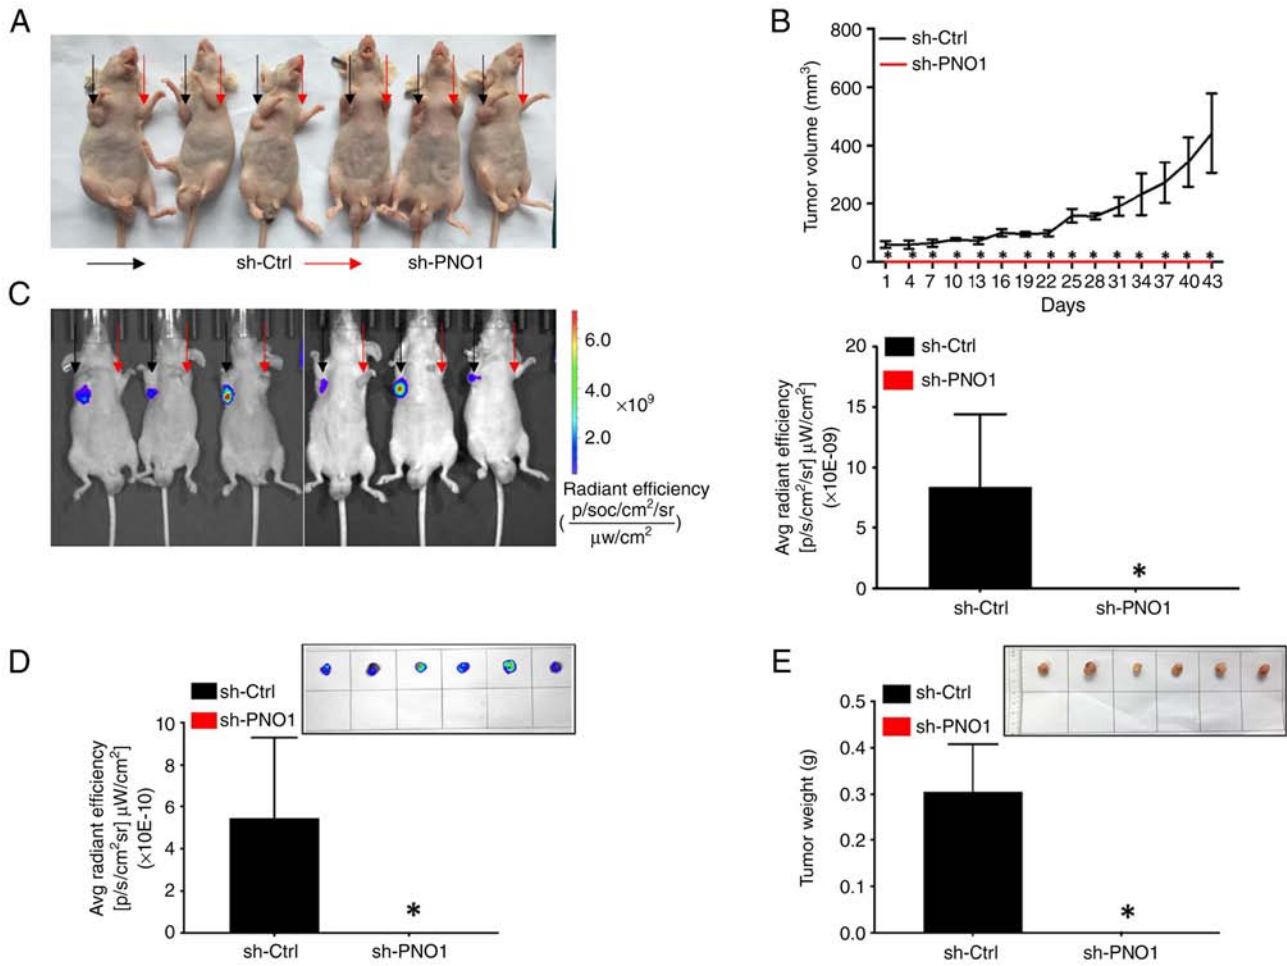 A
sh-Ctrl
sh-PNO1
B
sh-Ctrl
sh-PNO1
Tumor volume (mm³)
800
600
400
200
0
* * * * * * * * * * * * * * *
1 4 7 10 13 16 19 22 25 28 31 34 37 40 43
Days
C
6.0
4.0
×10⁹
2.0
Radiant efficiency
( p/soc/cm²/sr )
μw/cm²
sh-Ctrl
sh-PNO1
Avg radiant efficiency
[p/s/cm²/sr] μW/cm²
(×10E-09)
20
15
10
5
0
*
sh-Ctrl
sh-PNO1
D
sh-Ctrl
sh-PNO1
Avg radiant efficiency
[p/s/cm²sr] μW/cm²
(×10E-10)
10
8
6
4
2
0
*
sh-Ctrl
sh-PNO1
E
sh-Ctrl
sh-PNO1
Tumor weight (g)
0.5
0.4
0.3
0.2
0.1
0.0
*
sh-Ctrl
sh-PNO1